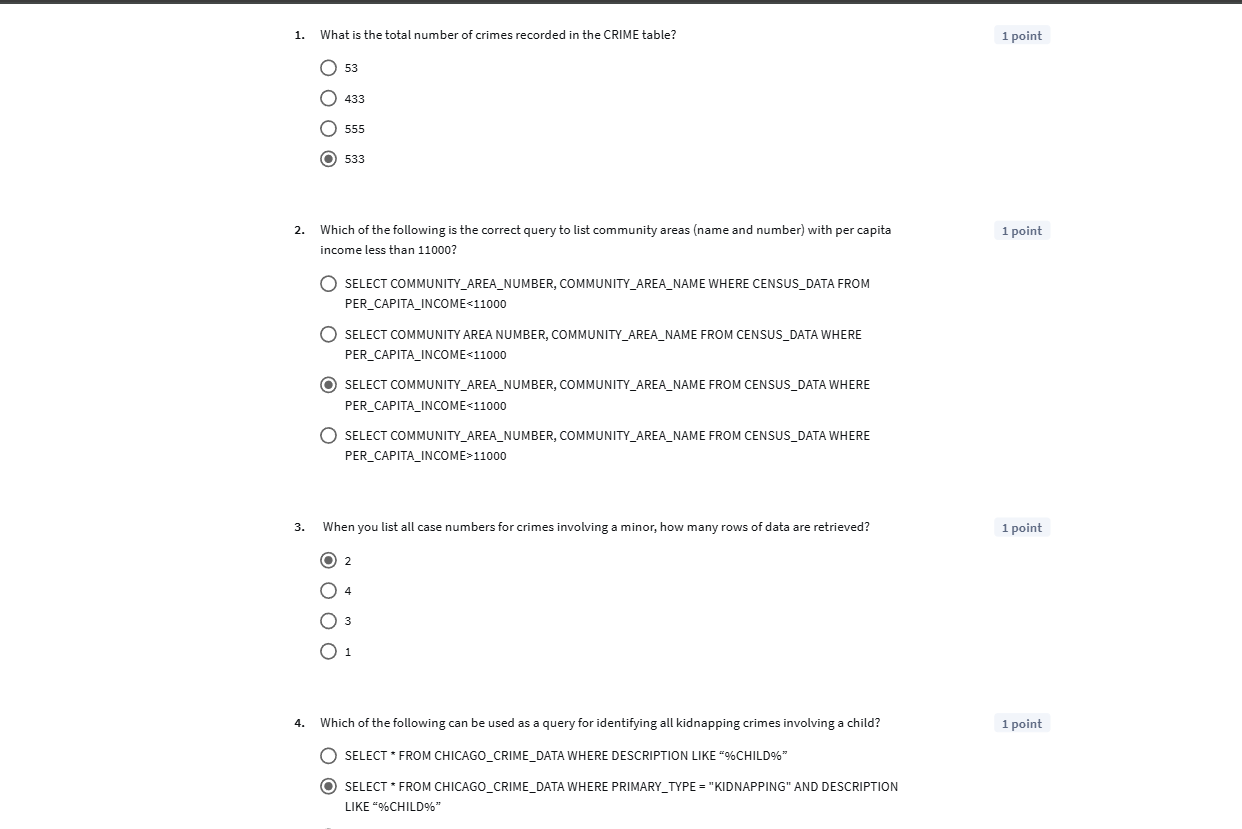 1. What is the total number of crimes recorded in the CRIME table? 1 point
53
433
555
533
2. Which of the following is the correct query to list community areas (name and number) with per capita 1 point
income less than 11000?
SELECT COMMUNITY_AREA_NUMBER, COMMUNITY_AREA_NAME WHERE CENSUS_DATA FROM
PER_CAPITA_INCOME<11000
SELECT COMMUNITY AREA NUMBER, COMMUNITY_AREA_NAME FROM CENSUS_DATA WHERE
PER_CAPITA_INCOME<11000
SELECT COMMUNITY_AREA_NUMBER, COMMUNITY_AREA_NAME FROM CENSUS_DATA WHERE
PER_CAPITA_INCOME<11000
SELECT COMMUNITY_AREA_NUMBER, COMMUNITY_AREA_NAME FROM CENSUS_DATA WHERE
PER_CAPITA_INCOME>11000
3. When you list all case numbers for crimes involving a minor, how many rows of data are retrieved? 1 point
2
4
3
1
4. Which of the following can be used as a query for identifying all kidnapping crimes involving a child? 1 point
SELECT * FROM CHICAGO_CRIME_DATA WHERE DESCRIPTION LIKE “%CHILD%”
SELECT * FROM CHICAGO_CRIME_DATA WHERE PRIMARY_TYPE = "KIDNAPPING" AND DESCRIPTION
LIKE “%CHILD%”